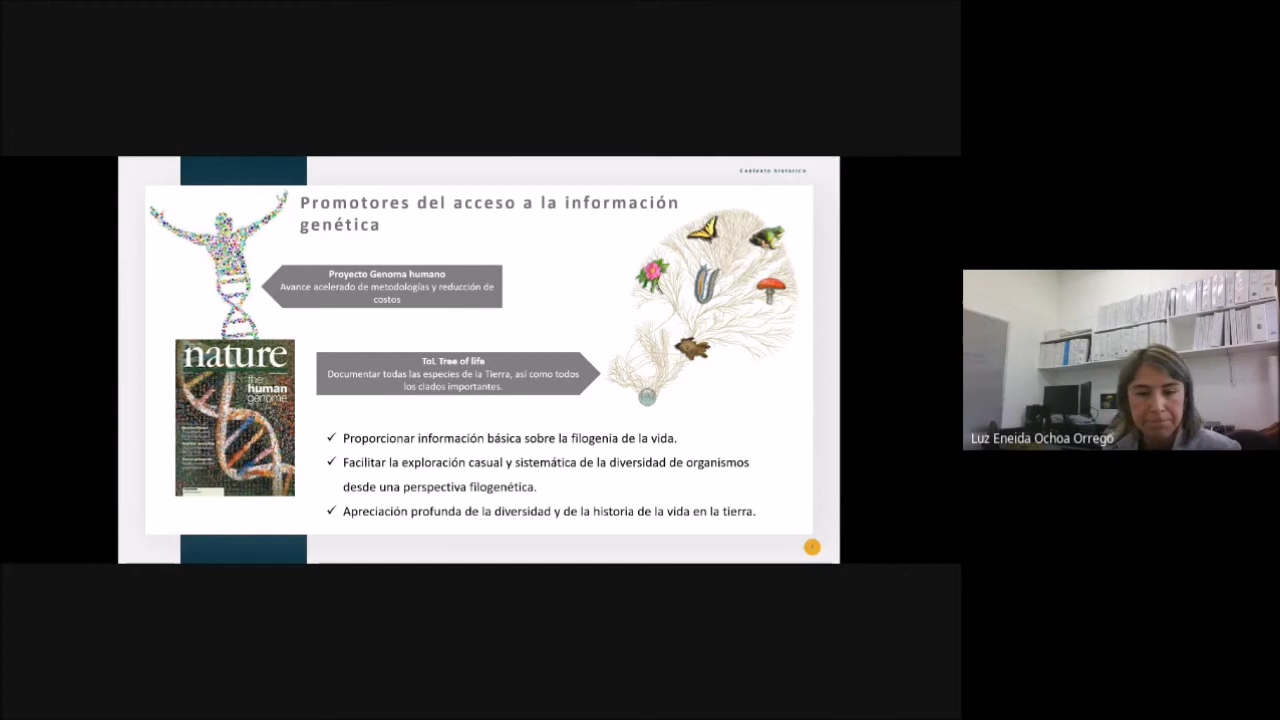 Contexto histórico
Promotores del acceso a la información
genética
Proyecto Genoma humano
Avance acelerado de metodologías y reducción de
costos
nature
the
human
genome
ToL Tree of life
Documentar todas las especies de la Tierra, así como todos
los clados importantes.
✓ Proporcionar información básica sobre la filogenia de la vida.
✓ Facilitar la exploración casual y sistemática de la diversidad de organismos
desde una perspectiva filogenética.
✓ Apreciación profunda de la diversidad y de la historia de la vida en la tierra.
Luz Eneida Ochoa Orrego